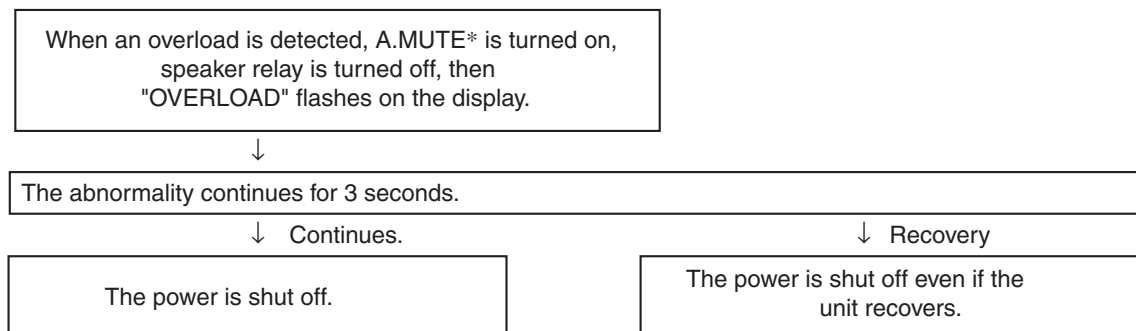 When an overload is detected, A.MUTE* is turned on,
speaker relay is turned off, then
"OVERLOAD" flashes on the display.
↓
The abnormality continues for 3 seconds.
↓ Continues.
↓ Recovery
The power is shut off.
The power is shut off even if the
unit recovers.